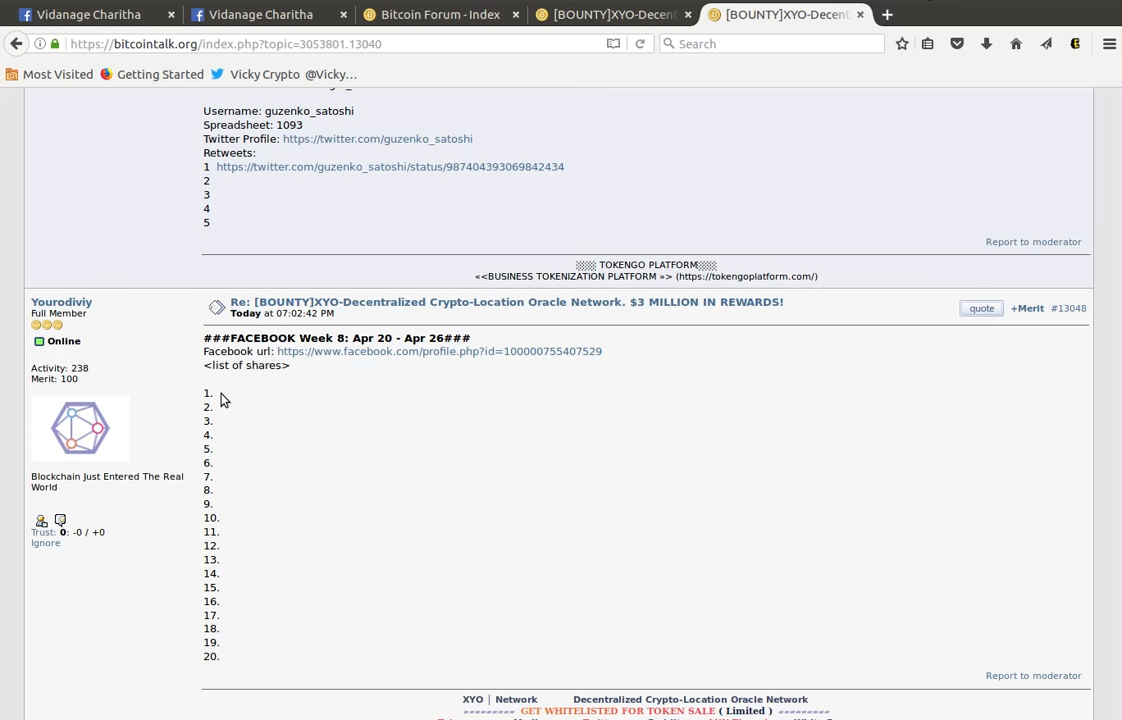 Vidanage Charitha
Vidanage Charitha
Bitcoin Forum - Index
[BOUNTY]XYO-Decent
[BOUNTY]XYO-Decent
https://bitcointalk.org/index.php?topic=3053801.13040
Search
Most Visited Getting Started Vicky Crypto @Vicky…
Username: guzenko_satoshi
Spreadsheet: 1093
Twitter Profile: https://twitter.com/guzenko_satoshi
Retweets:
1 https://twitter.com/guzenko_satoshi/status/987404393069842434
2
3
4
5
Report to moderator
░░░ TOKENGO PLATFORM░░░
«<BUSINESS TOKENIZATION PLATFORM »> (https://tokengoplatform.com/)
Yourodiviy
Full Member
Online
Activity: 238
Merit: 100
Blockchain Just Entered The Real
World
Trust: 0: -0 / +0
Ignore
Re: [BOUNTY]XYO-Decentralized Crypto-Location Oracle Network. $3 MILLION IN REWARDS!
Today at 07:02:42 PM
quote +Merit #13048
###FACEBOOK Week 8: Apr 20 - Apr 26###
Facebook url: https://www.facebook.com/profile.php?id=100000755407529
<list of shares>
1.
2.
3.
4.
5.
6.
7.
8.
9.
10.
11.
12.
13.
14.
15.
16.
17.
18.
19.
20.
Report to moderator
XYO | Network Decentralized Crypto-Location Oracle Network
========= GET WHITELISTED FOR TOKEN SALE ( Limited ) =========